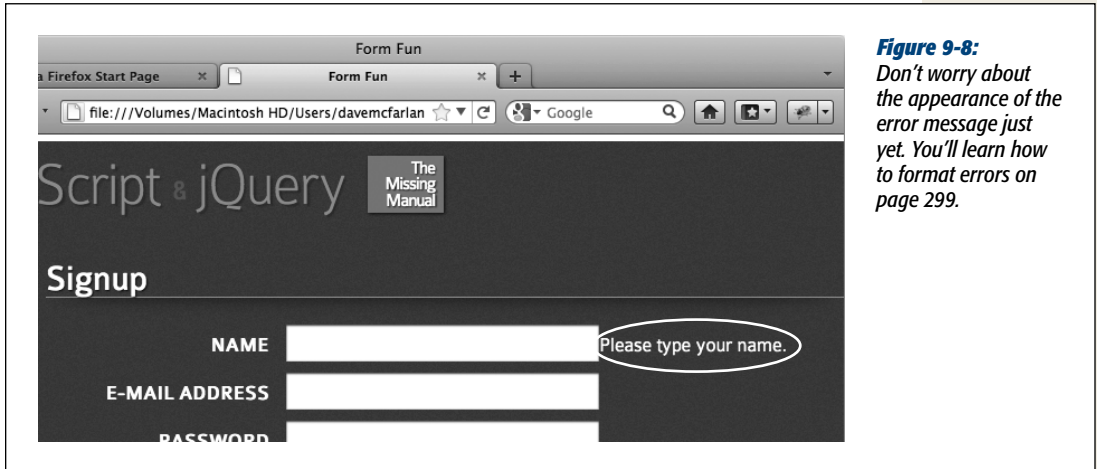 Form Fun
a Firefox Start Page
Form Fun
file:///Volumes/Macintosh HD/Users/davemcfarlan
Google
Script & jQuery
The
Missing
Manual
Signup
NAME
Please type your name.
E-MAIL ADDRESS
PASSWORD
Figure 9-8:
Don’t worry about
the appearance of the
error message just
yet. You’ll learn how
to format errors on
page 299.